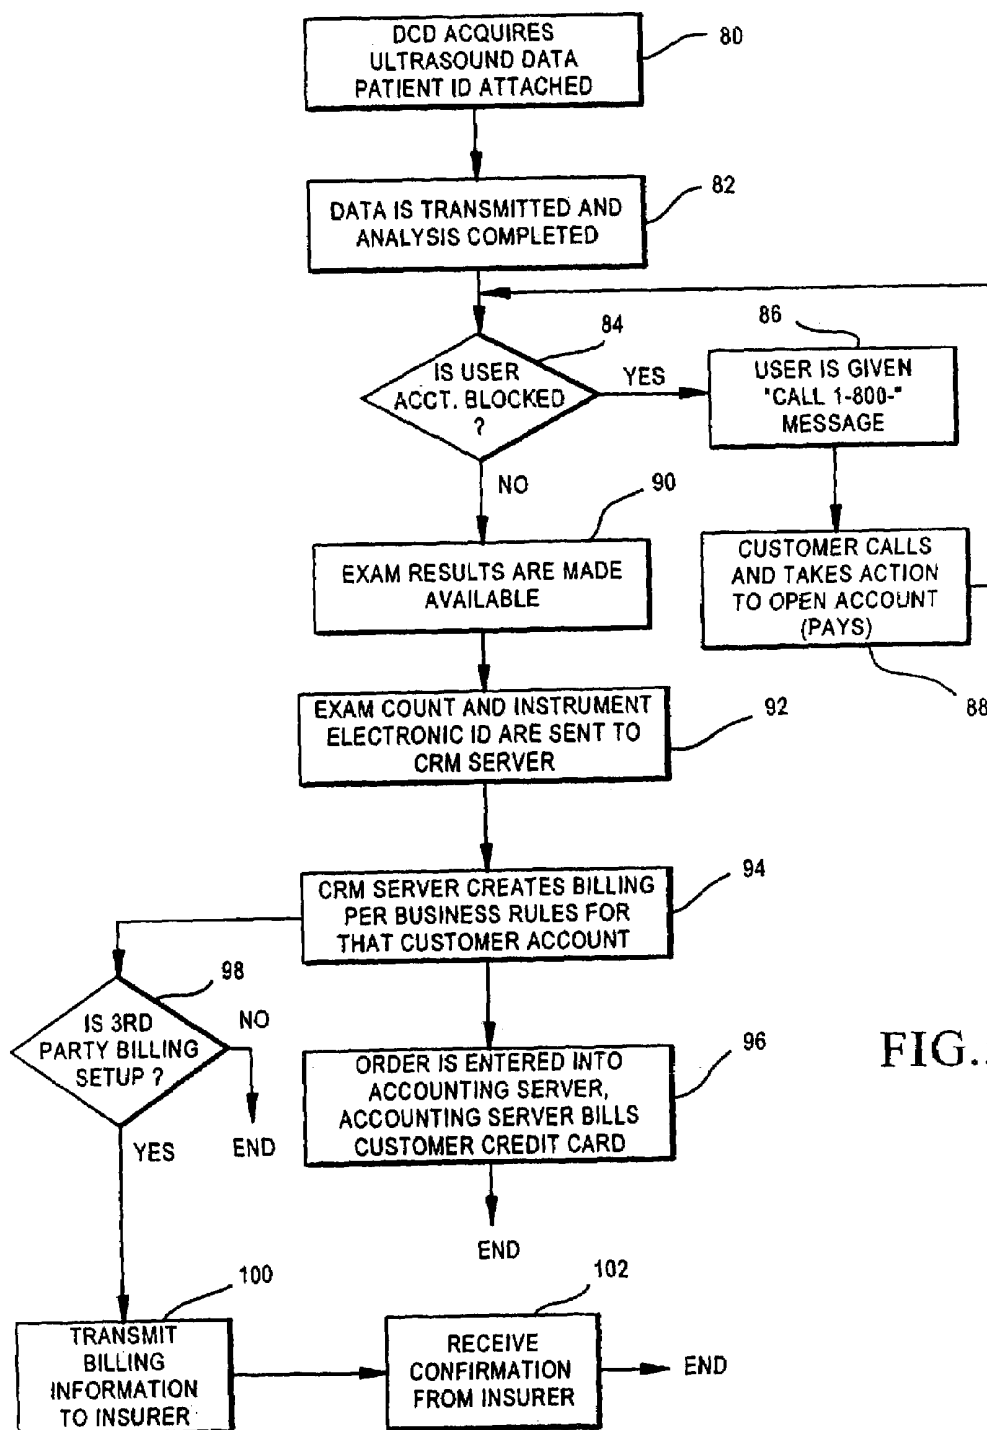 DCD ACQUIRES
ULTRASOUND DATA
PATIENT ID ATTACHED
80
DATA IS TRANSMITTED AND
ANALYSIS COMPLETED
82
IS USER
ACCT. BLOCKED
?
84
YES
NO
USER IS GIVEN
"CALL 1-800-"
MESSAGE
86
CUSTOMER CALLS
AND TAKES ACTION
TO OPEN ACCOUNT
(PAYS)
88
EXAM RESULTS ARE MADE
AVAILABLE
90
EXAM COUNT AND INSTRUMENT
ELECTRONIC ID ARE SENT TO
CRM SERVER
92
CRM SERVER CREATES BILLING
PER BUSINESS RULES FOR
THAT CUSTOMER ACCOUNT
94
IS 3RD
PARTY BILLING
SETUP ?
98
NO
END
YES
ORDER IS ENTERED INTO
ACCOUNTING SERVER,
ACCOUNTING SERVER BILLS
CUSTOMER CREDIT CARD
96
END
FIG.
TRANSMIT
BILLING
INFORMATION
TO INSURER
100
RECEIVE
CONFIRMATION
FROM INSURER
102
END